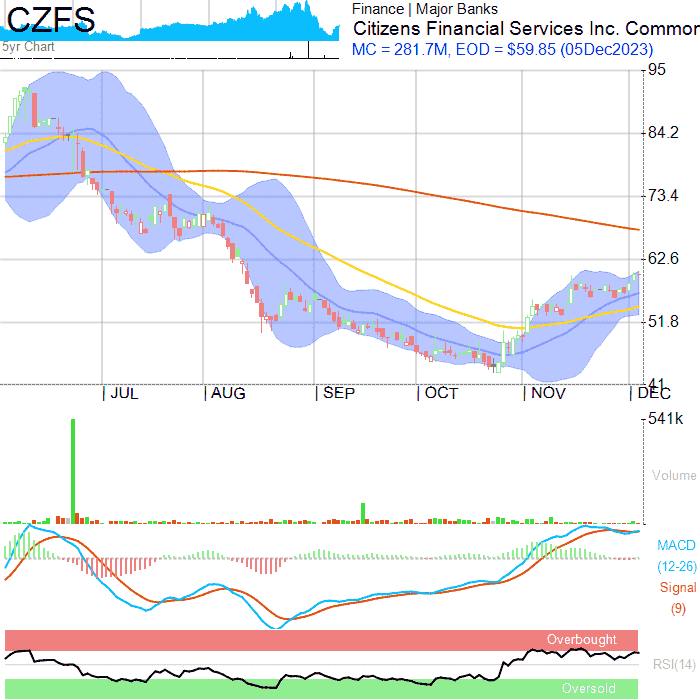 CZFS
5yr Chart
Finance | Major Banks
Citizens Financial Services Inc. Common
MC = 281.7M, EOD = $59.85 (05Dec2023)
95
84.2
73.4
62.6
51.8
41
JUL
AUG
SEP
OCT
NOV
DEC
541k
Volume
MACD
(12-26)
Signal
(9)
Overbought
RSI(14)
Oversold